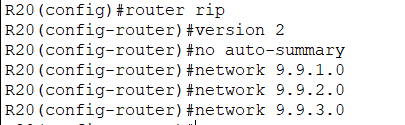 R20(config)#router rip
R20(config-router)#version 2
R20(config-router)#no auto-summary
R20(config-router)#network 9.9.1.0
R20(config-router)#network 9.9.2.0
R20(config-router)#network 9.9.3.0